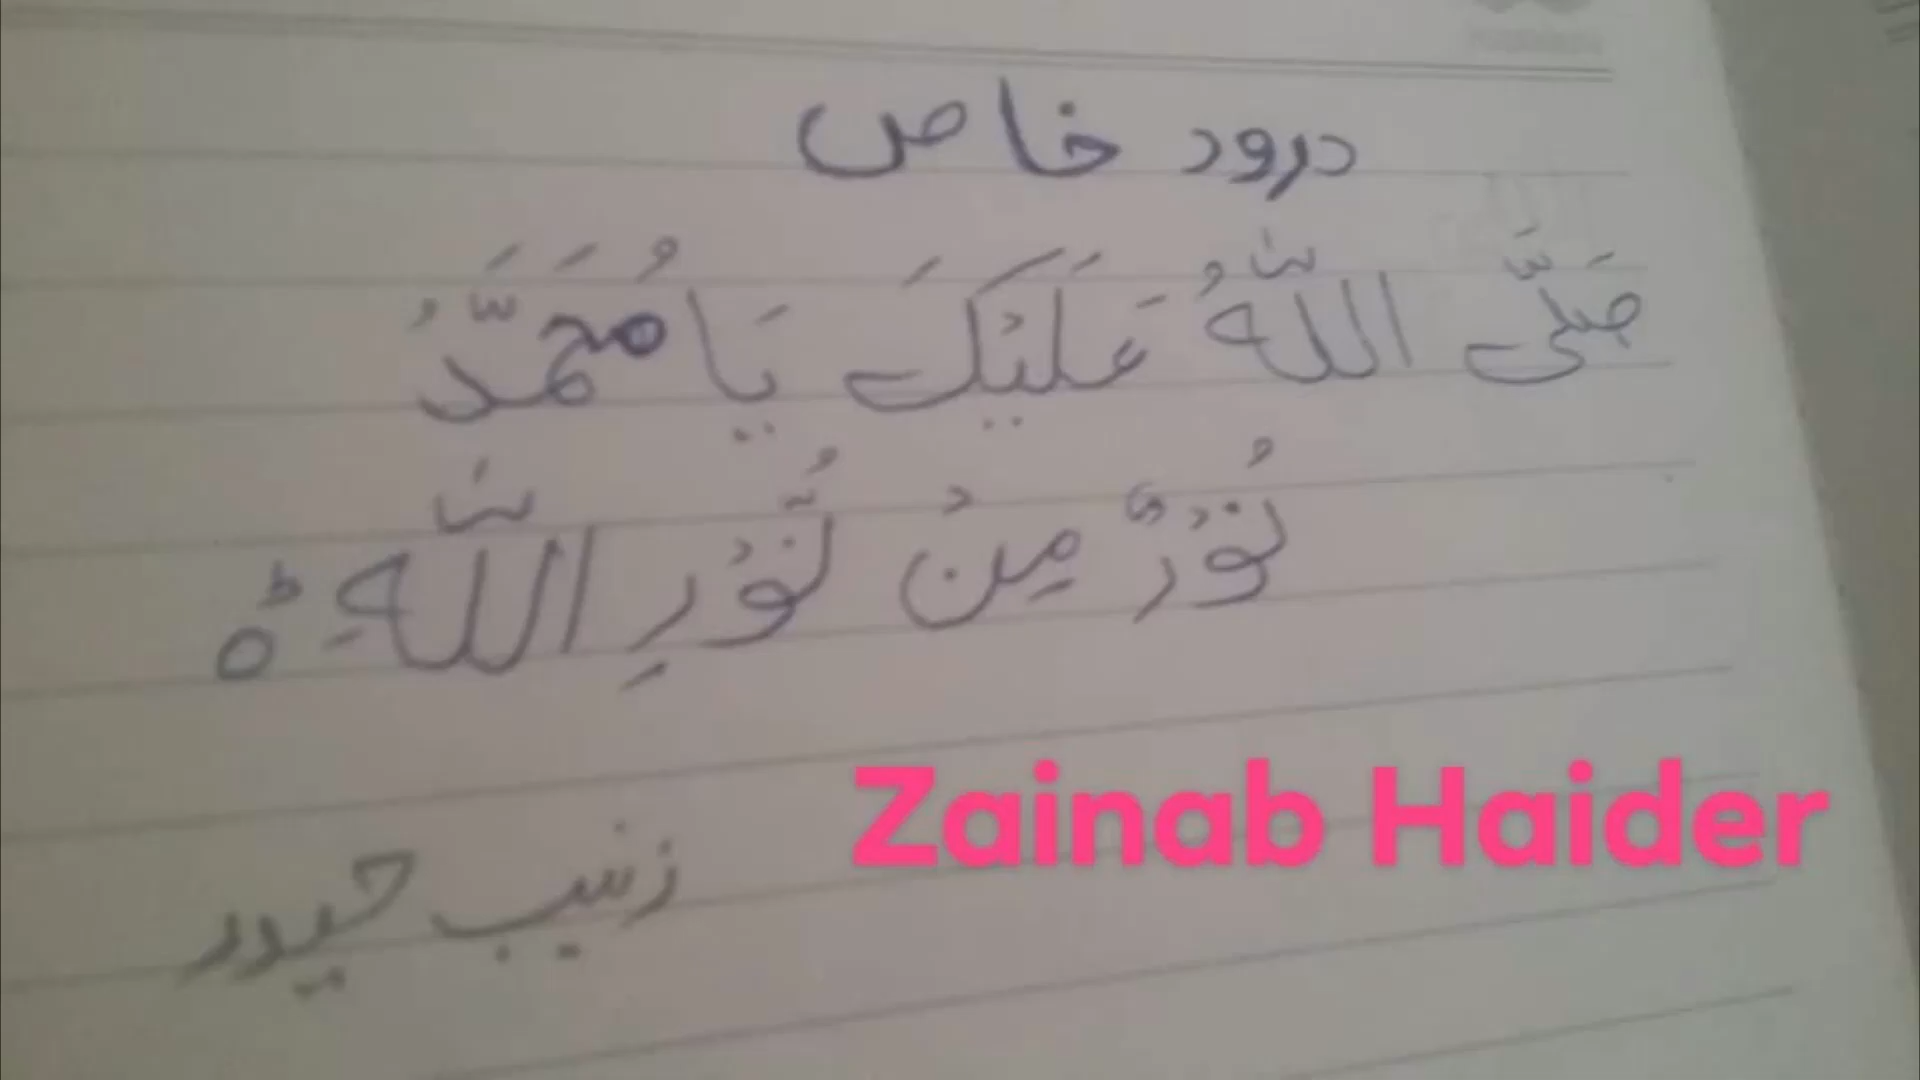 درود خاص
صَلَّی اللّٰہُ عَلَیْکَ یَا مُحَمَّدُ
نُوْرٌ مِنْ نُّوْرِ اللّٰہِ ؕ ہ
Zainab Haider
زینب حیدر